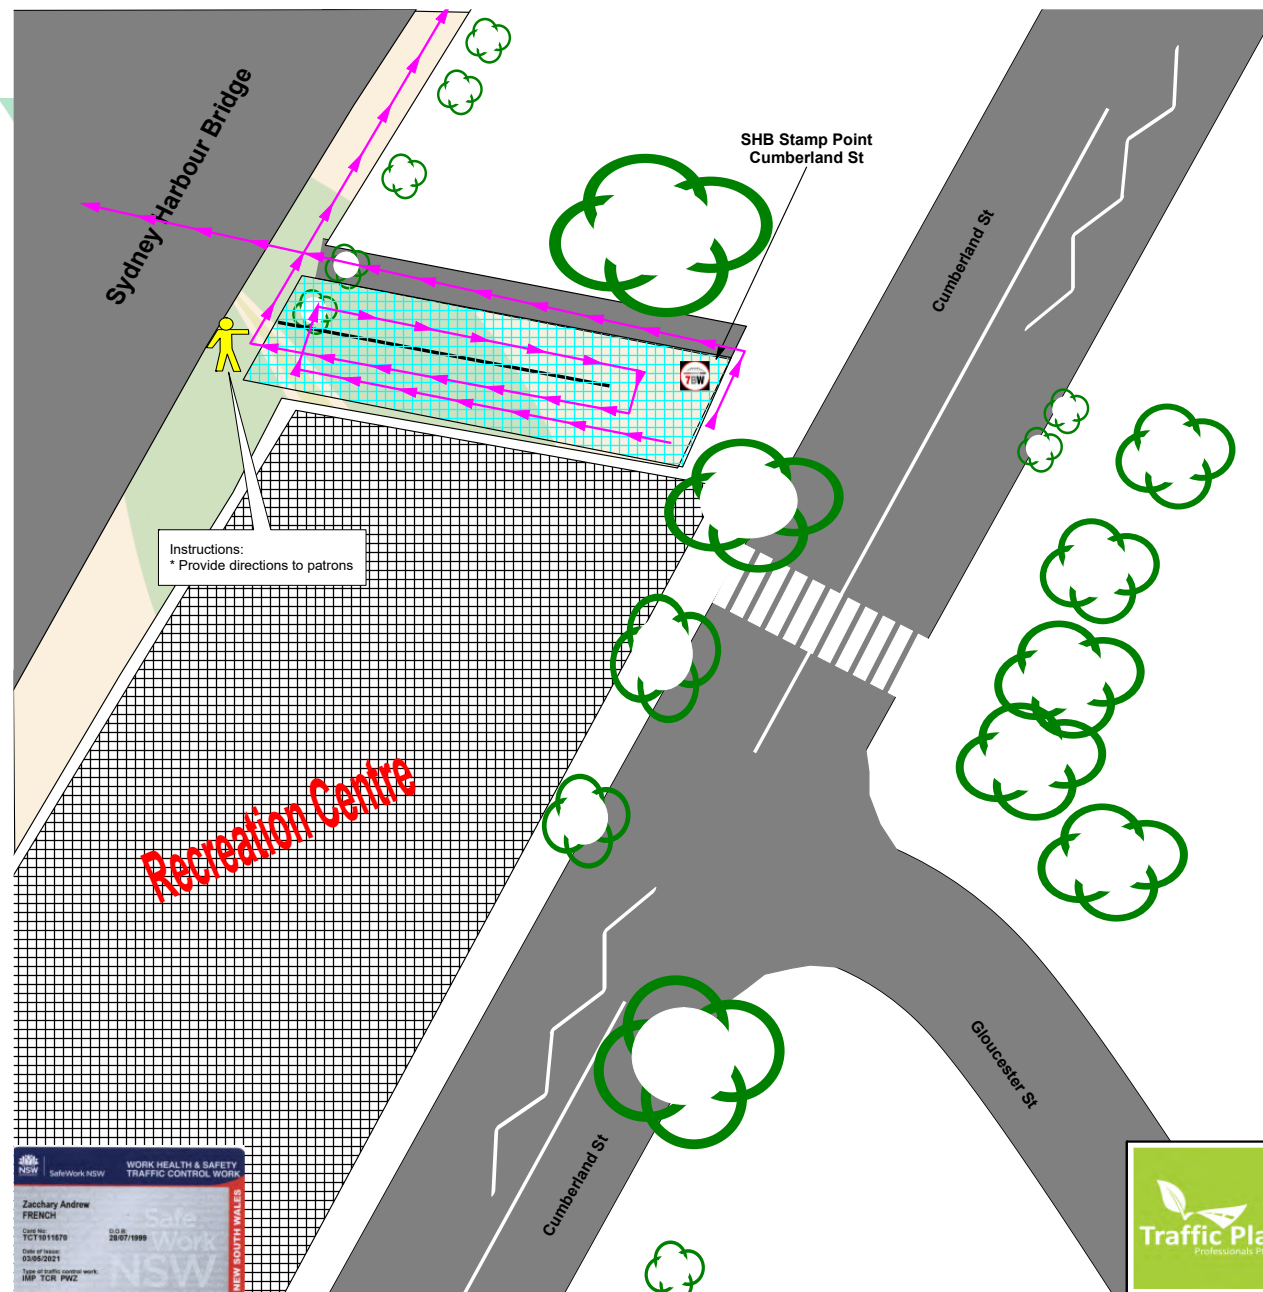 SHB Stamp Point
Cumberland St
Sydney Harbour Bridge
Cumberland St
7BW
Instructions:
* Provide directions to patrons
Recreation Centre
Gloucester St
Cumberland St
NSW
SafeWork NSW
WORK HEALTH & SAFETY
TRAFFIC CONTROL WORK
Zacchary Andrew
FRENCH
Card No:
TCT1011670
D.O.B:
28/07/1999
Date of Issue:
03/05/2021
Type of traffic control work:
IMP TCR PWZ
Safe
Work
NSW
NEW SOUTH WALES
Traffic Pla
Professionals P